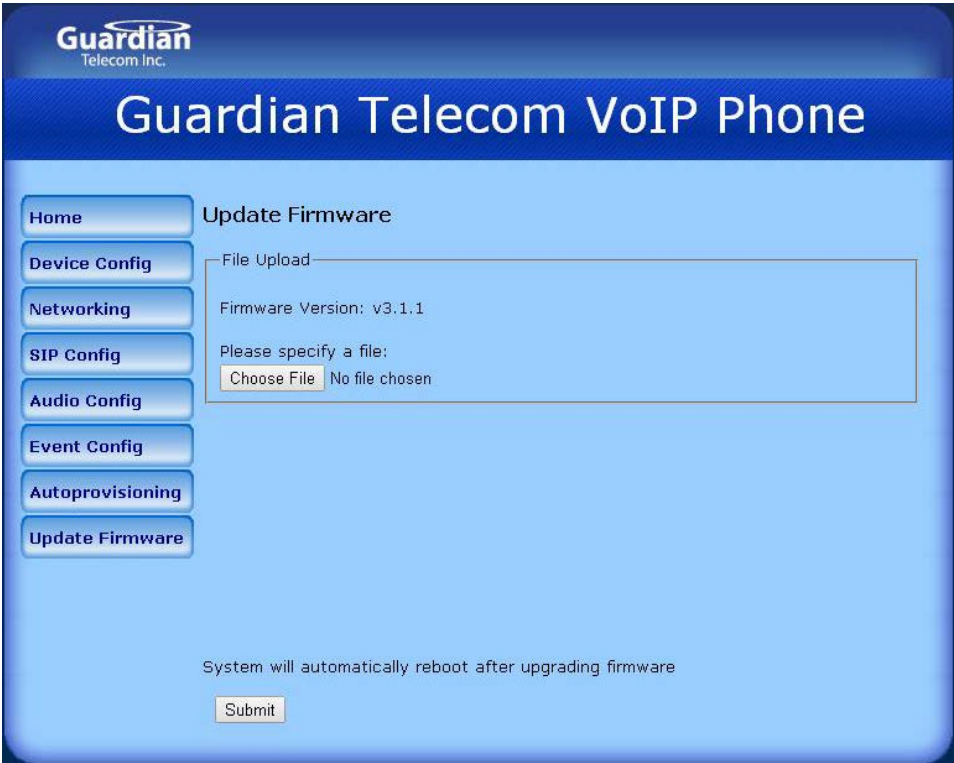 Guardian
Telecom Inc.
Guardian Telecom VoIP Phone
Home
Device Config
Networking
SIP Config
Audio Config
Event Config
Autoprovisioning
Update Firmware
Update Firmware
File Upload
Firmware Version: v3.1.1
Please specify a file:
Choose File No file chosen
System will automatically reboot after upgrading firmware
Submit